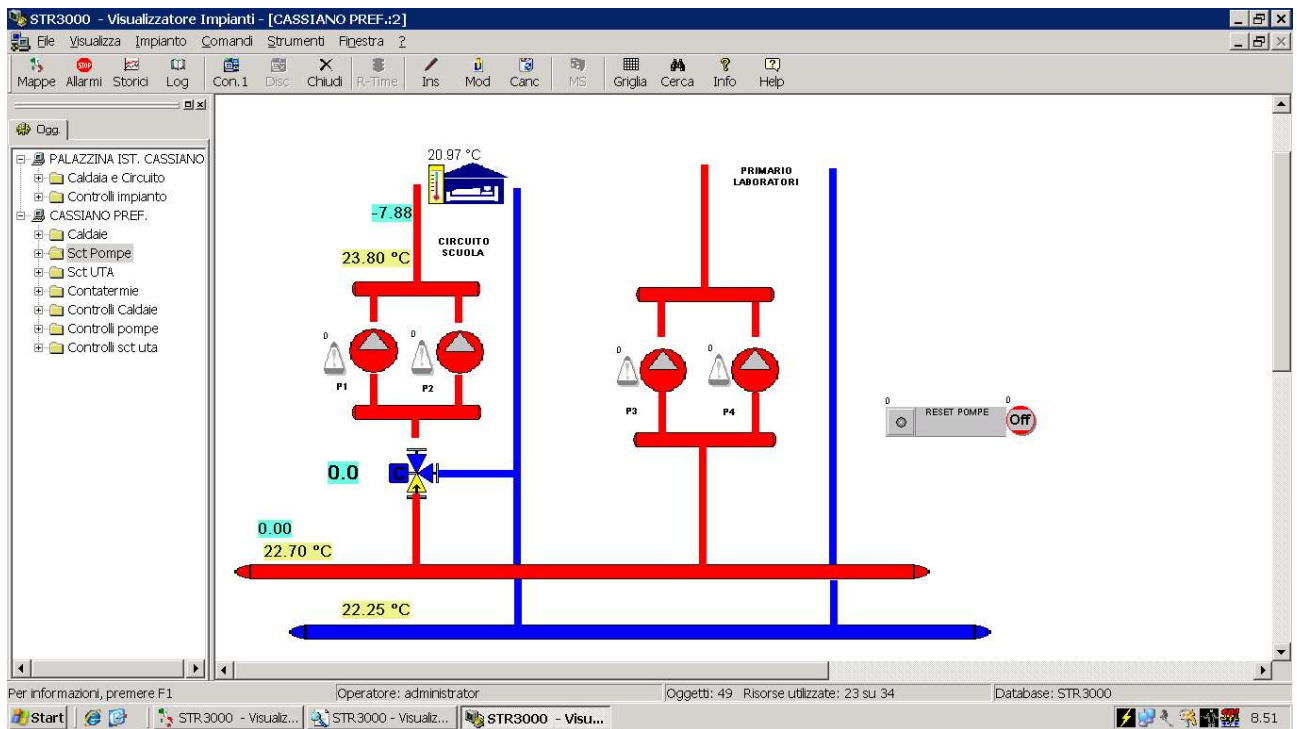 STR3000 - Visualizzatore Impianti - [CASSIANO PREF.:2]
File Visualizza Impianto Comandi Strumenti Finestra ?
Mappe Allarmi Storici Log Con.1 Disc Chiudi R-Time Ins Mod Canc MS Griglia Cerca Info Help
Ogg.
PALAZZINA IST. CASSIANO
Caldaia e Circuito
Controlli impianto
CASSIANO PREF.
Caldaie
Sct Pompe
Sct UTA
Contatermie
Controlli Caldaie
Controlli pompe
Controlli sct uta
20.97 °C
PRIMARIO
LABORATORI
-7.88
CIRCUITO
SCUOLA
23.80 °C
0 0 0 0
P1 P2 P3 P4
0 0
RESET POMPE Off
0.0
C
0.00
22.70 °C
22.25 °C
Per informazioni, premere F1 Operatore: administrator Oggetti: 49 Risorse utilizzate: 23 su 34 Database: STR3000
Start STR3000 - Visualiz... STR3000 - Visualiz... STR3000 - Visu... 8.51